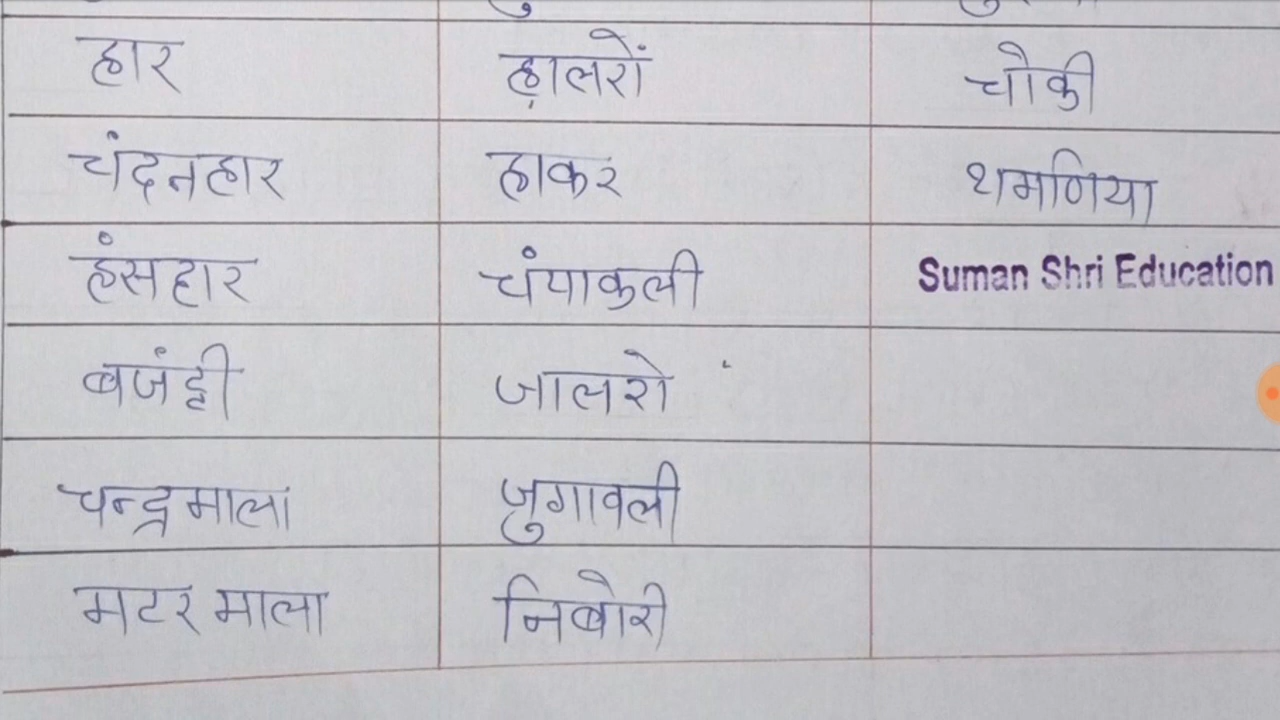 हार हालरों चौकी
चंदनहार हाकर थमणिया
हंसहार चंपाकली Suman Shri Education
बजंट्टी जालरो
चन्द्रमाला जुगावली
मटर माला निबोरी